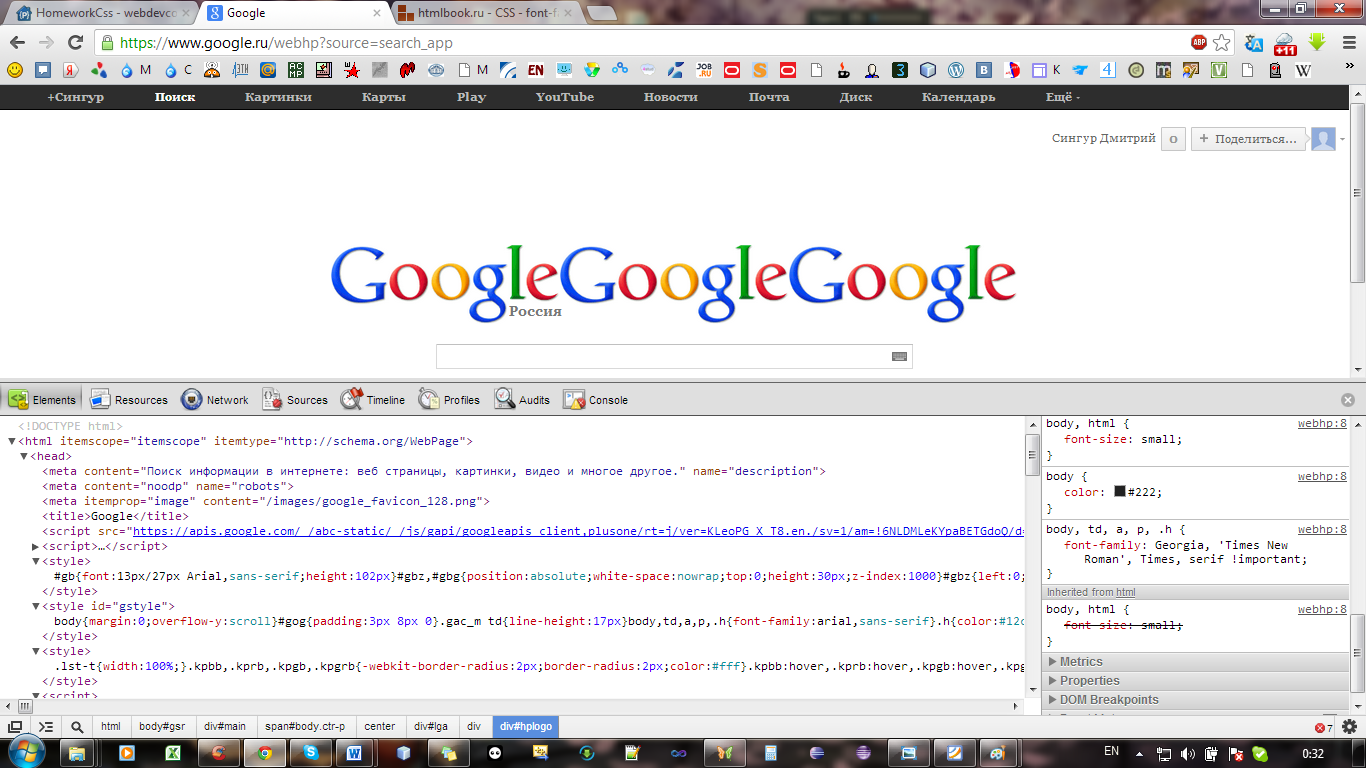 HomeworkCss - webdevco
Google
htmlbook.ru - CSS - font-f
https://www.google.ru/webhp?source=search_app
ABP
+11
Я
M
C
EN
M
JOB.RU
3
B
K
4
V
W
»
+Сингур Поиск Картинки Карты Play YouTube Новости Почта Диск Календарь Ещё
Сингур Дмитрий 0 + Поделиться...
GoogleGoogleGoogle
Россия
Elements Resources Network Sources Timeline Profiles Audits Console
<!DOCTYPE html>
<html itemscope="itemscope" itemtype="http://schema.org/WebPage">
<head>
<meta content="Поиск информации в интернете: веб страницы, картинки, видео и многое другое." name="description">
<meta content="noodp" name="robots">
<meta itemprop="image" content="/images/google_favicon_128.png">
<title>Google</title>
<script src="https://apis.google.com/_/abc-static/_/js/gapi/googleapis_client,plusone/rt=j/ver=KLeoPG_X_T8.en./sv=1/am=!6NLDMLeKYpaBETGdoQ/d=
<script>…</script>
<style>
#gb{font:13px/27px Arial,sans-serif;height:102px}#gbz,#gbg{position:absolute;white-space:nowrap;top:0;height:30px;z-index:1000}#gbz{left:0;
</style>
<style id="gstyle">
body{margin:0;overflow-y:scroll}#gog{padding:3px 8px 0}.gac_m td{line-height:17px}body,td,a,p,.h{font-family:arial,sans-serif}.h{color:#12c
</style>
<style>
.lst-t{width:100%;}.kpbb,.kprb,.kpgb,.kpgrb{-webkit-border-radius:2px;border-radius:2px;color:#fff}.kpbb:hover,.kprb:hover,.kpgb:hover,.kpg
</style>
<script>
body, html { webhp:8
font-size: small;
}
body { webhp:8
color: #222;
}
body, td, a, p, .h { webhp:8
font-family: Georgia, 'Times New
Roman', Times, serif !important;
}
Inherited from html
body, html { webhp:8
font-size: small;
}
Metrics
Properties
DOM Breakpoints
html body#gsr div#main span#body.ctr-p center div#lga div div#hplogo
7
EN 0:32